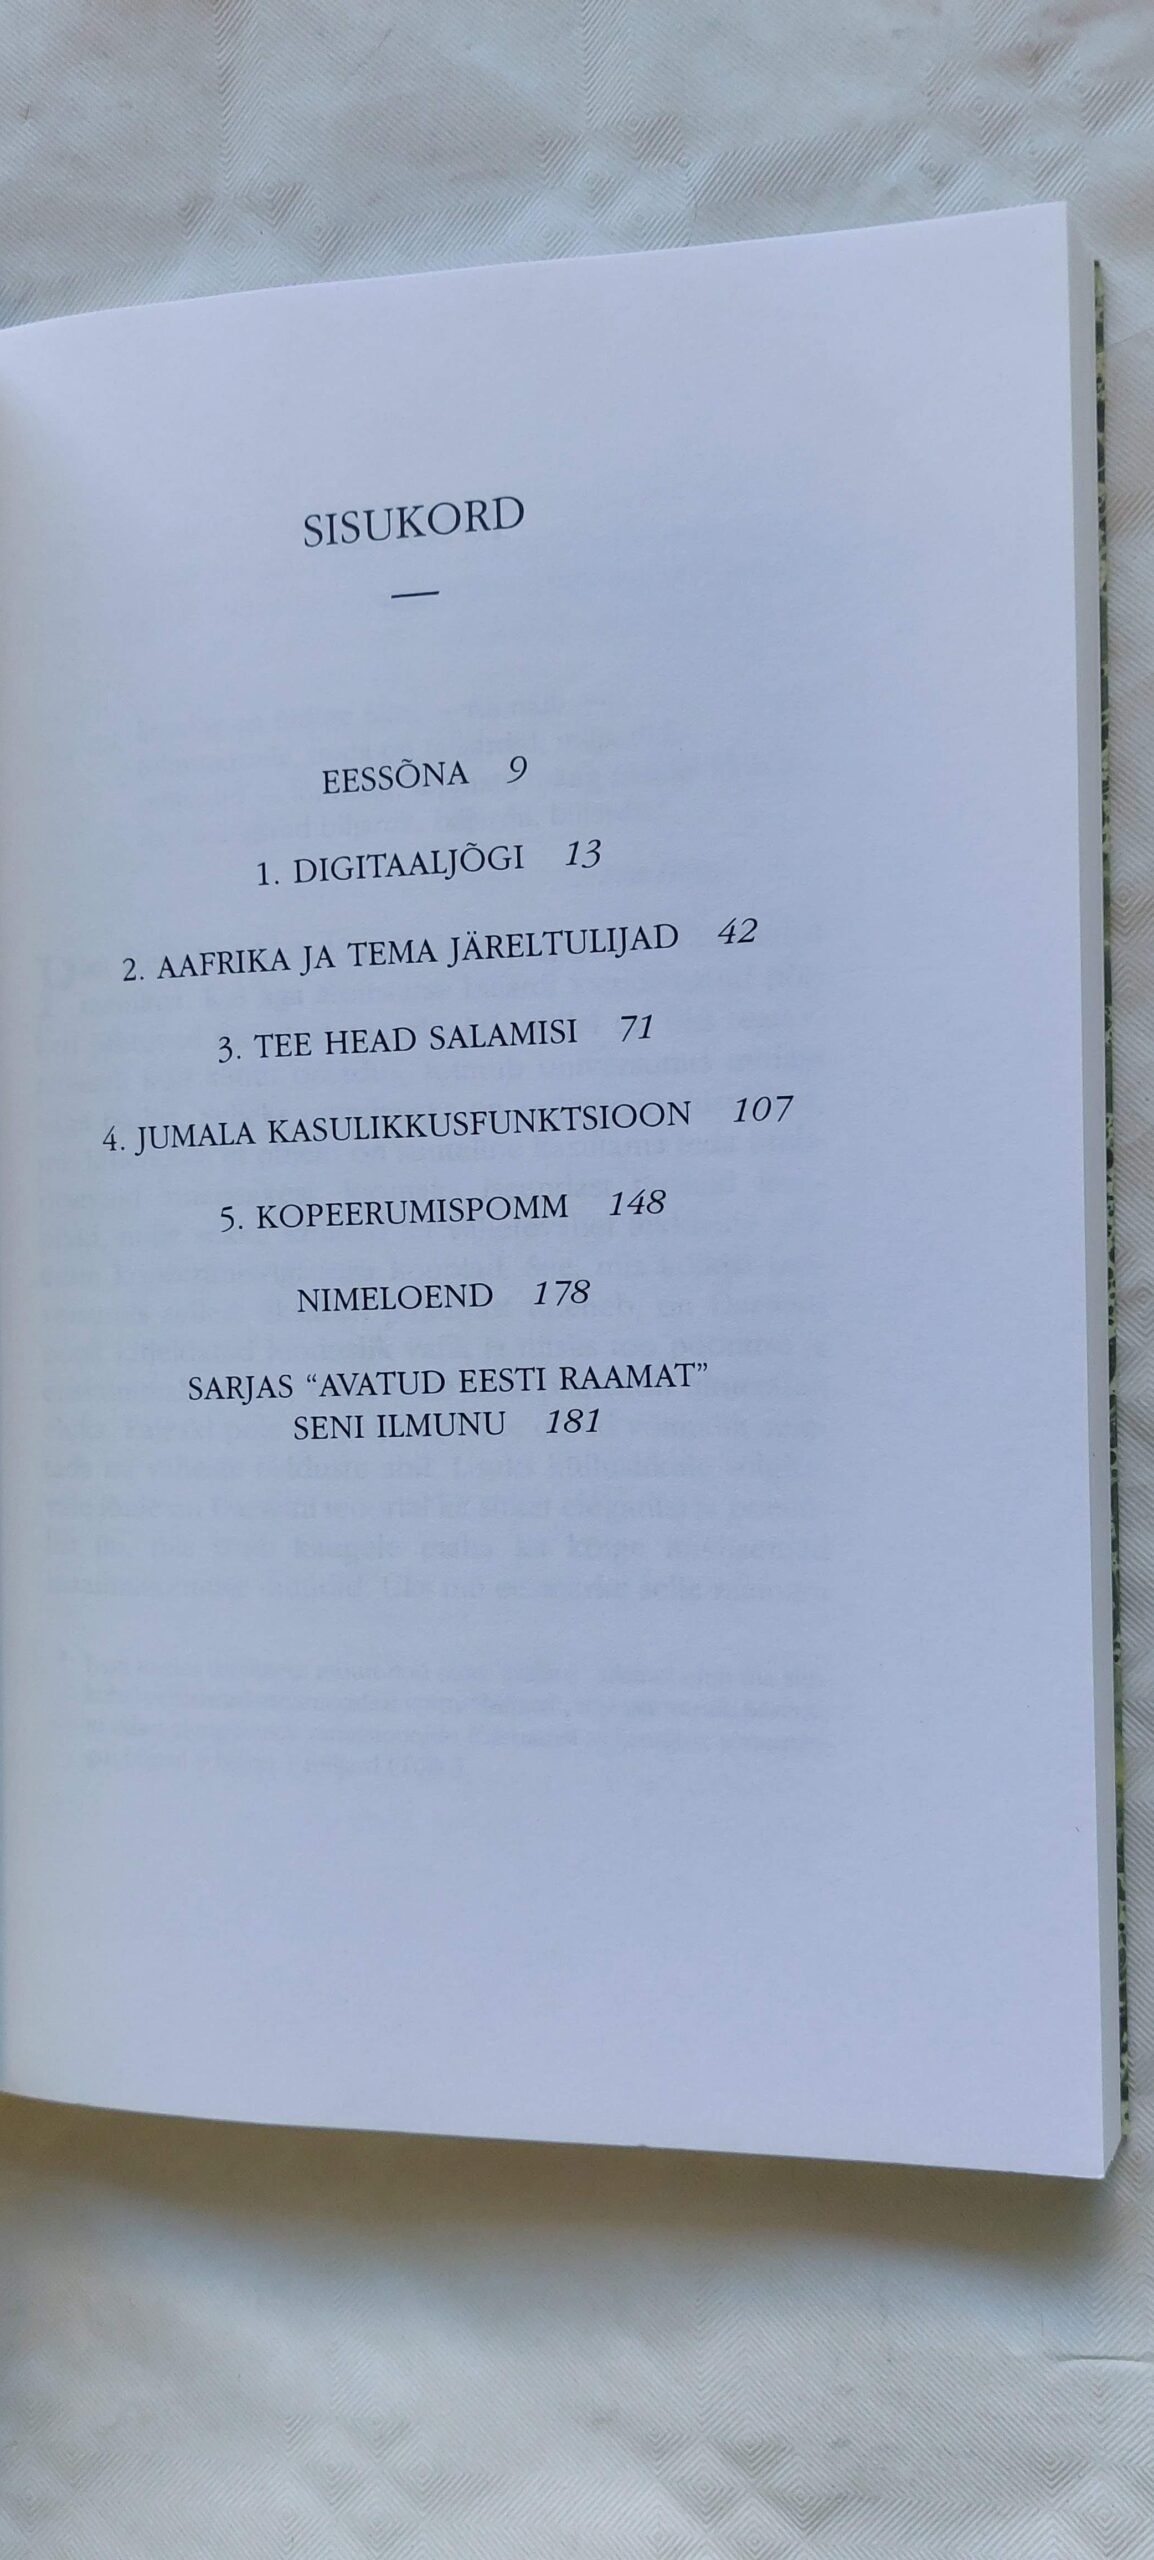 SISUKORD
EESSÕNA 9
1. DIGITAALJÕGI 13
2. AAFRIKA JA TEMA JÄRELTULIJAD 42
3. TEE HEAD SALAMISI 71
4. JUMALA KASULIKKUSFUNKTSIOON 107
5. KOPEERUMISPOMM 148
NIMELOEND 178
SARJAS “AVATUD EESTI RAAMAT”
SENI ILMUNU 181